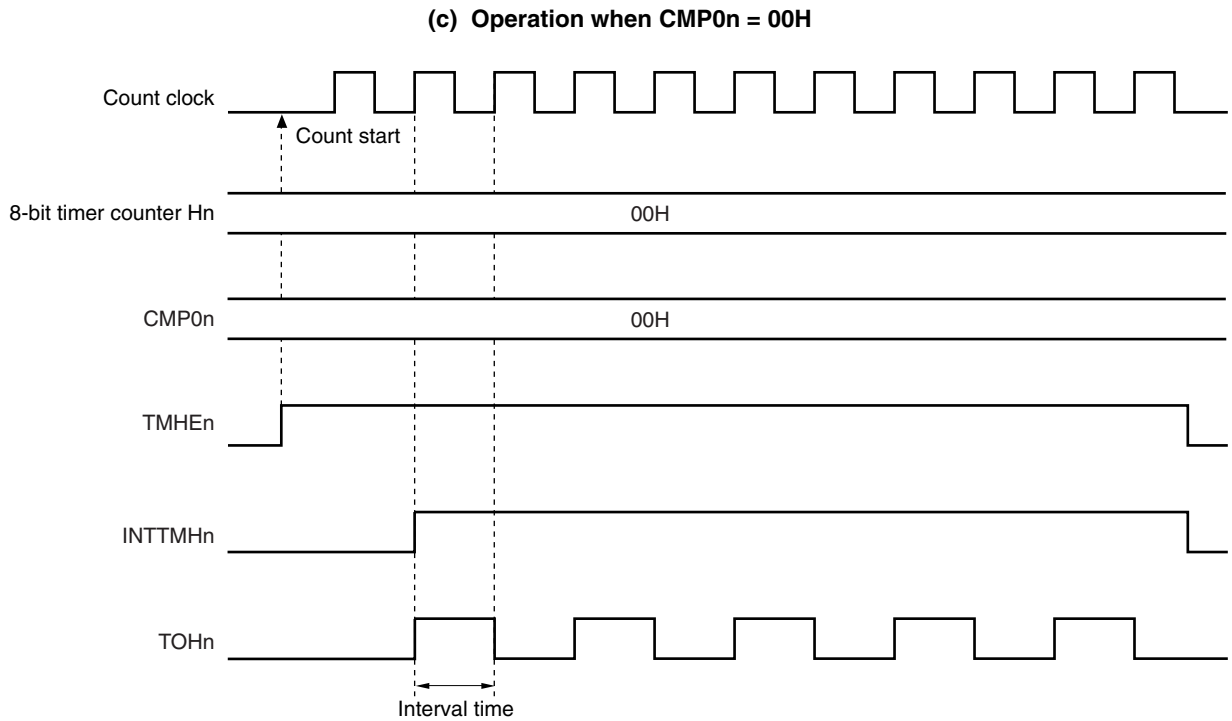 (c) Operation when CMP0n = 00H
Count clock
Count start
8-bit timer counter Hn
00H
CMP0n
00H
TMHEn
INTTMHn
TOHn
Interval time